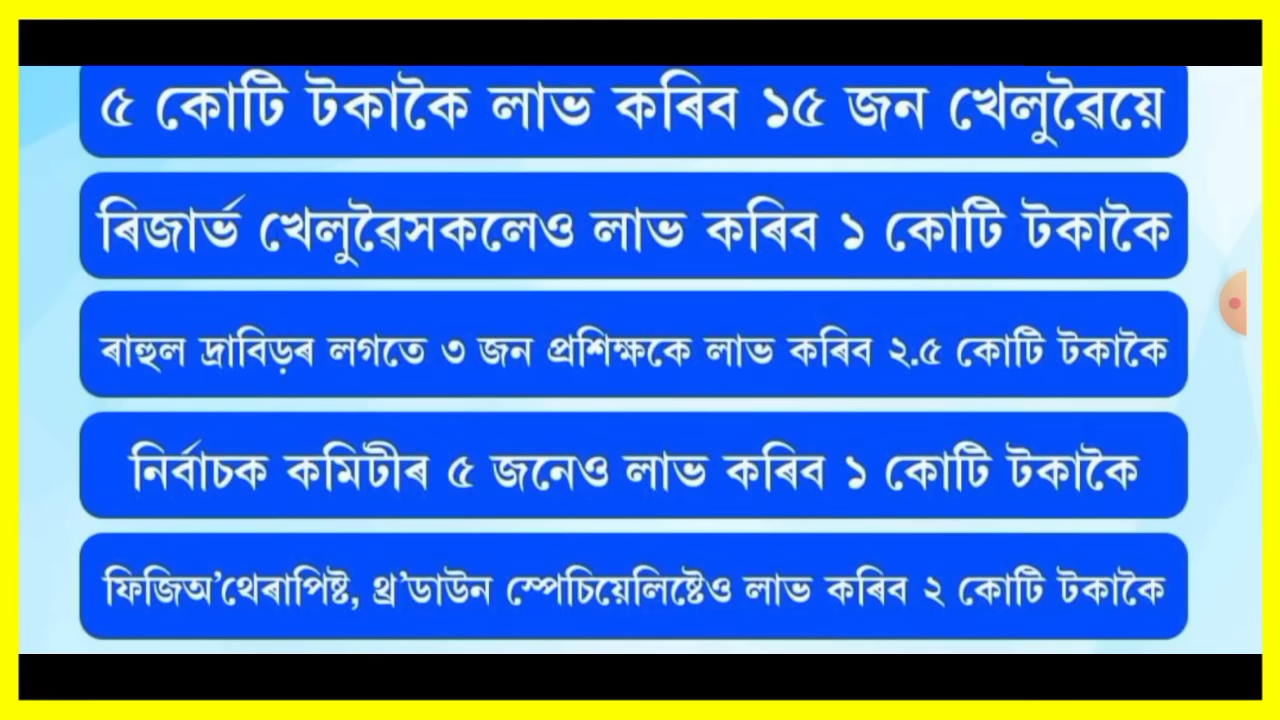 ৫ কোটি টকাকৈ লাভ কৰিব ১৫ জন খেলুৱৈয়ে
ৰিজাৰ্ভ খেলুৱৈসকলেও লাভ কৰিব ১ কোটি টকাকৈ
ৰাহুল দ্ৰাবিড়ৰ লগতে ৩ জন প্ৰশিক্ষকে লাভ কৰিব ২.৫ কোটি টকাকৈ
নিৰ্বাচক কমিটীৰ ৫ জনেও লাভ কৰিব ১ কোটি টকাকৈ
ফিজিঅ’থেৰাপিষ্ট, থ্ৰ’ডাউন স্পেচিয়েলিষ্টেও লাভ কৰিব ২ কোটি টকাকৈ